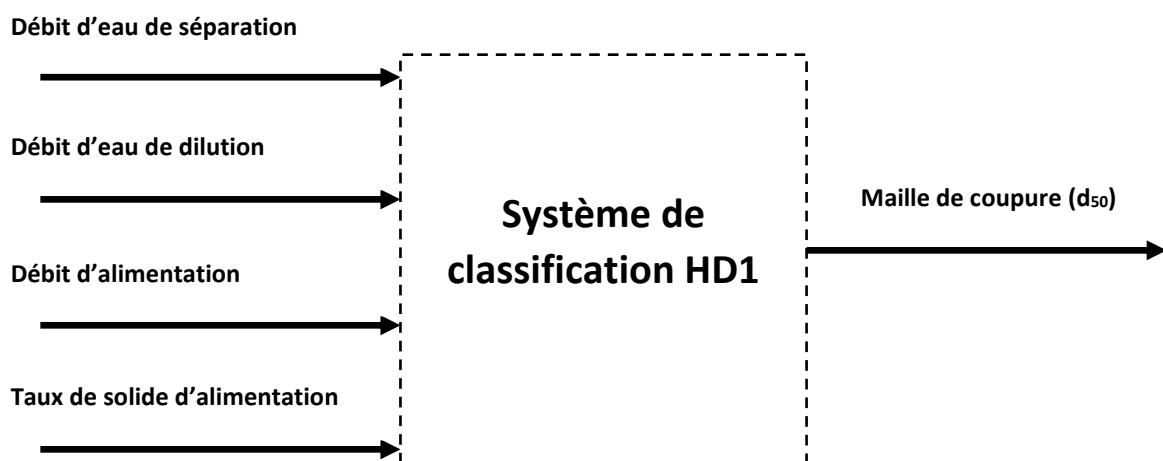 Débit d’eau de séparation
Débit d’eau de dilution
Système de
classification HD1
Maille de coupure (d₅₀)
Débit d’alimentation
Taux de solide d’alimentation